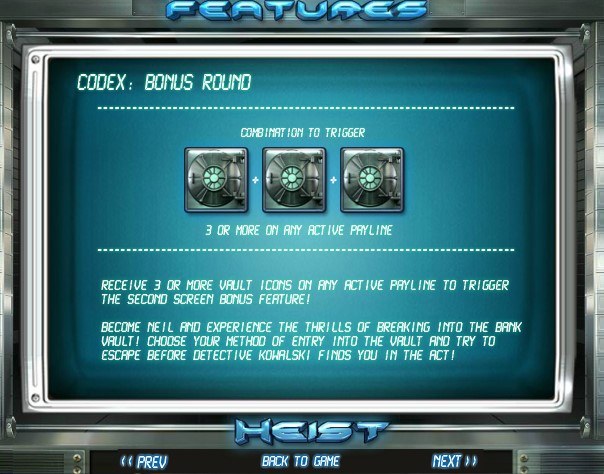 FEATURES
CODEX: BONUS ROUND
COMBINATION TO TRIGGER
+ +
3 OR MORE ON ANY ACTIVE PAYLINE
RECEIVE 3 OR MORE VAULT ICONS ON ANY ACTIVE PAYLINE TO TRIGGER
THE SECOND SCREEN BONUS FEATURE!
BECOME NEIL AND EXPERIENCE THE THRILLS OF BREAKING INTO THE BANK
VAULT! CHOOSE YOUR METHOD OF ENTRY INTO THE VAULT AND TRY TO
ESCAPE BEFORE DETECTIVE KOWALSKI FINDS YOU IN THE ACT!
HEIST
<< PREV BACK TO GAME NEXT >>